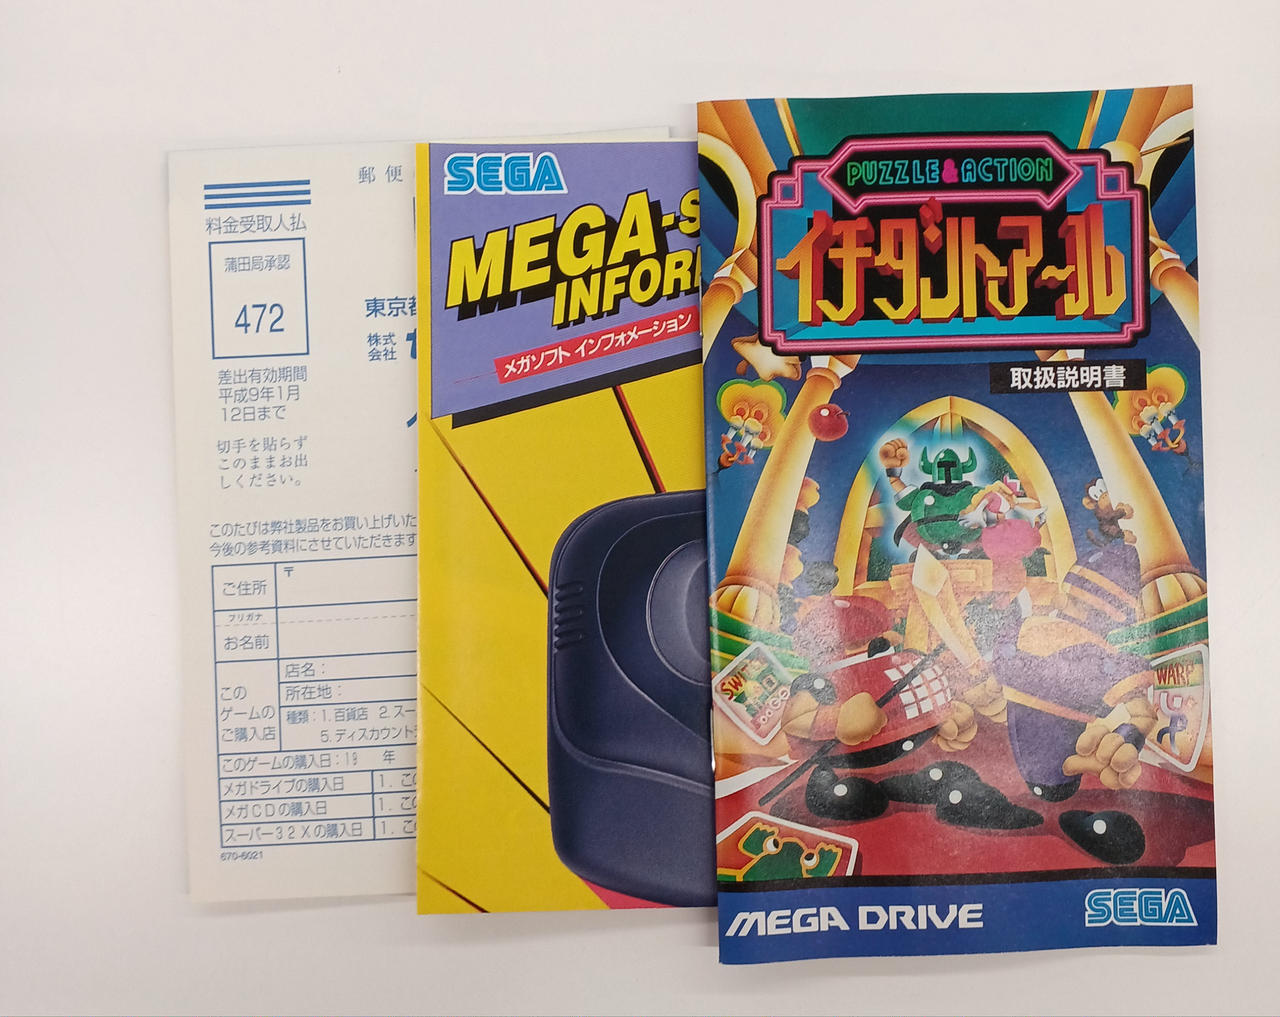 郵便
料金受取人払
蒲田局承認
472
差出有効期間
平成9年1月
12日まで
切手を貼らず
このままお出
しください。
東京都
株式
会社
このたびは弊社製品をお買い上げいた
今後の参考資料にさせていただきます
ご住所
〒
フリガナ
お名前
この
ゲームの
ご購入店
店名：
所在地：
種類：1.百貨店 2.スー
5.ディスカウント
このゲームの購入日：19 年
メガドライブの購入日 1.こ
メガCDの購入日 1.こ
スーパー32Xの購入日 1.こ
670-6021
SEGA
MEGA-S
INFOR
メガソフト インフォメーション
PUZZLE&ACTION
イチダントアール
取扱説明書
WARP
MEGA DRIVE
SEGA